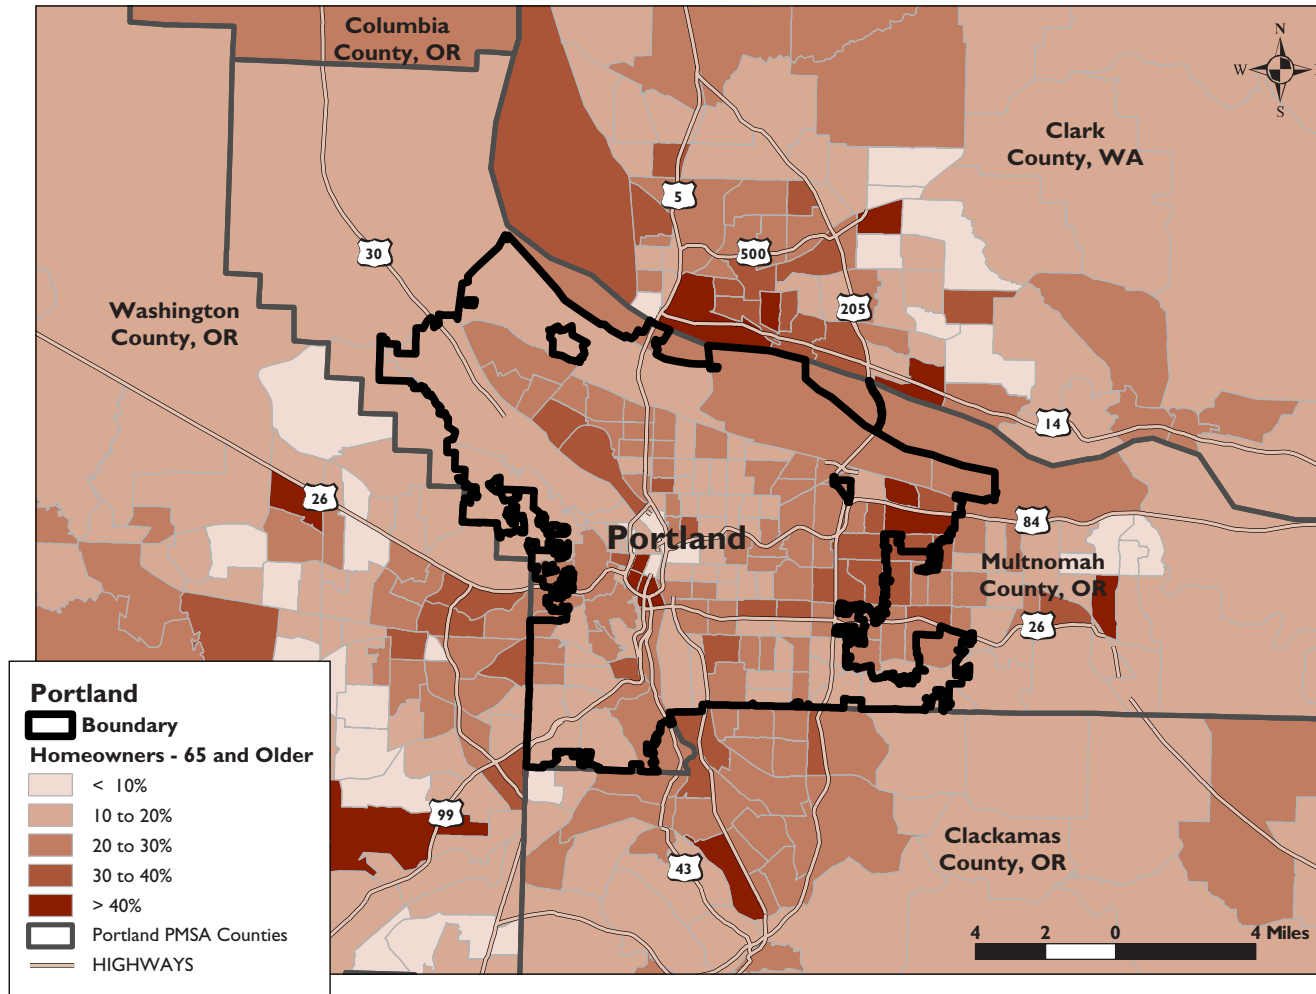 Columbia
County, OR
N
W
S
Clark
County, WA
5
30
500
205
Washington
County, OR
14
26
Portland
84
Multnomah
County, OR
26
99
43
Clackamas
County, OR
Portland
Boundary
Homeowners - 65 and Older
< 10%
10 to 20%
20 to 30%
30 to 40%
> 40%
Portland PMSA Counties
HIGHWAYS
4 2 0 4 Miles